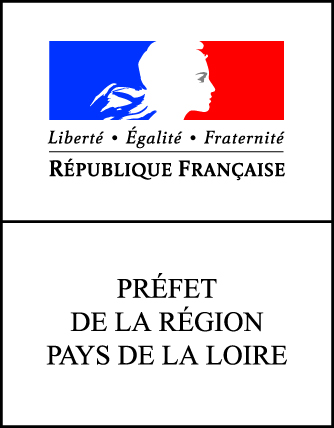 Liberté • Égalité • Fraternité
RÉPUBLIQUE FRANÇAISE
PRÉFET
DE LA RÉGION
PAYS DE LA LOIRE